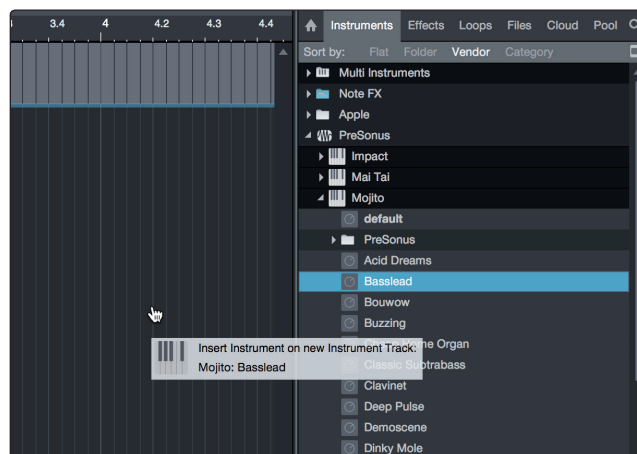 3.4 4 4.2 4.3 4.4
Instruments Effects Loops Files Cloud Pool
Sort by: Flat Folder Vendor Category
Multi Instruments
Note FX
Apple
PreSonus
Impact
Mai Tai
Mojito
default
PreSonus
Acid Dreams
Basslead
Bouwow
Buzzing
Home Organ
Classic Subtrabass
Insert Instrument on new Instrument Track:
Mojito: Basslead
Clavinet
Deep Pulse
Demoscene
Dinky Mole